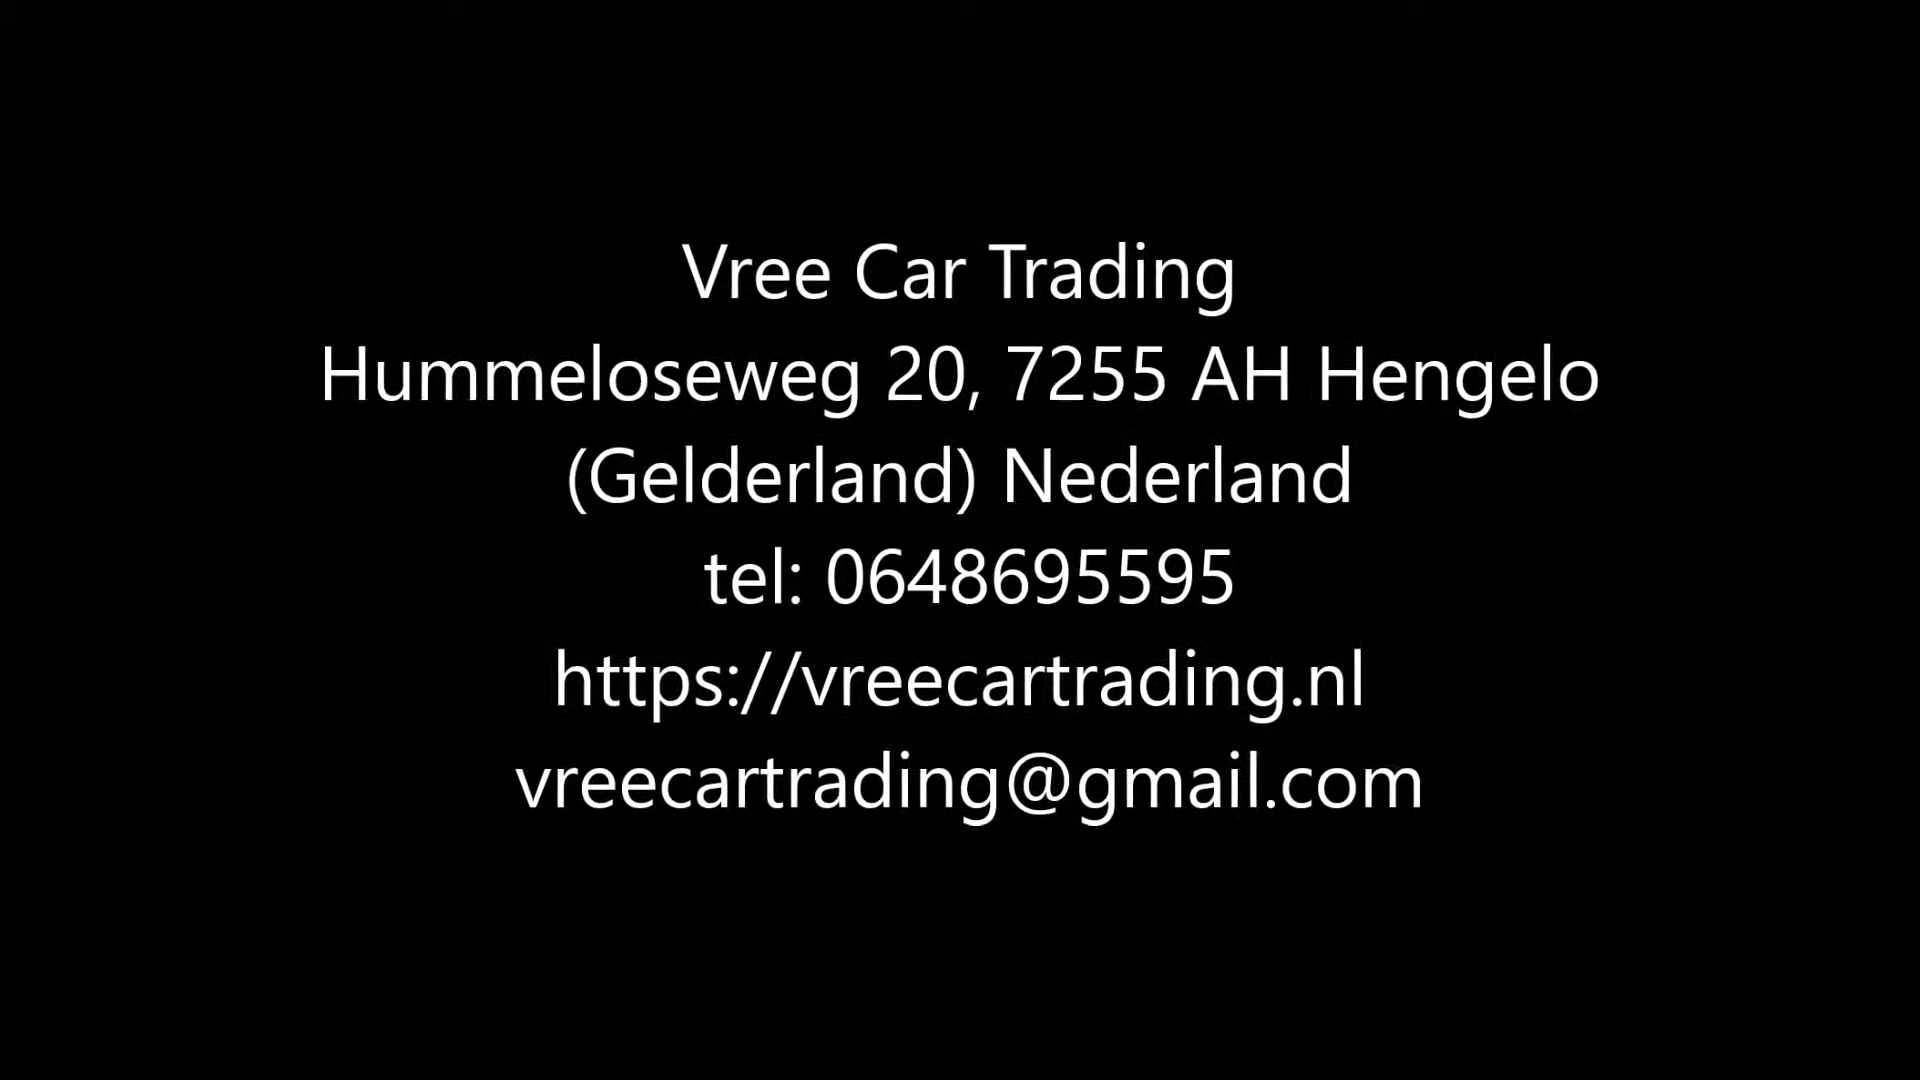 Vree Car Trading
Hummeloseweg 20, 7255 AH Hengelo
(Gelderland) Nederland
tel: 0648695595
https://vreecartrading.nl
vreecartrading@gmail.com